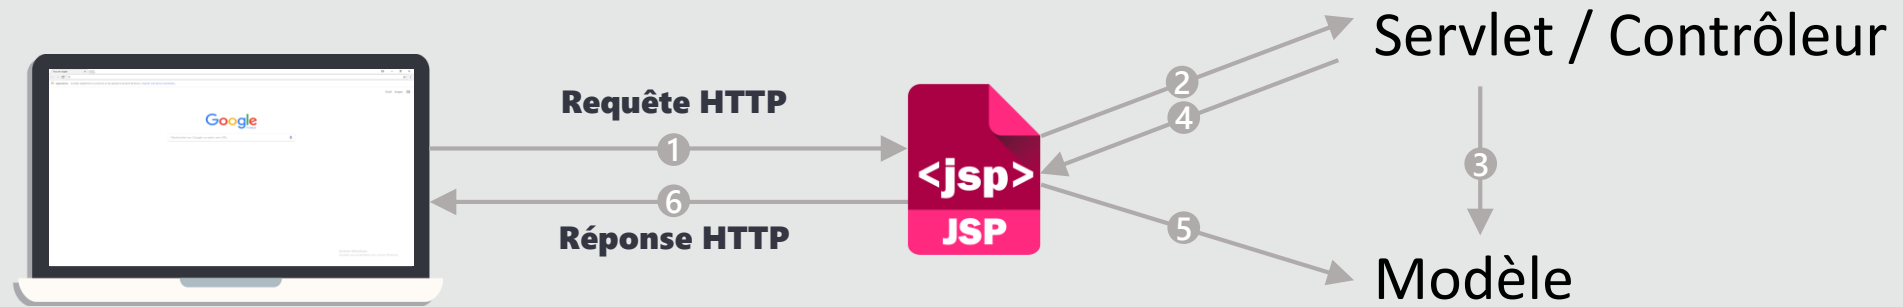 Servlet / Contrôleur
Requête HTTP
2
4
Google
1
<jsp>
3
6
JSP
5
Réponse HTTP
Modèle